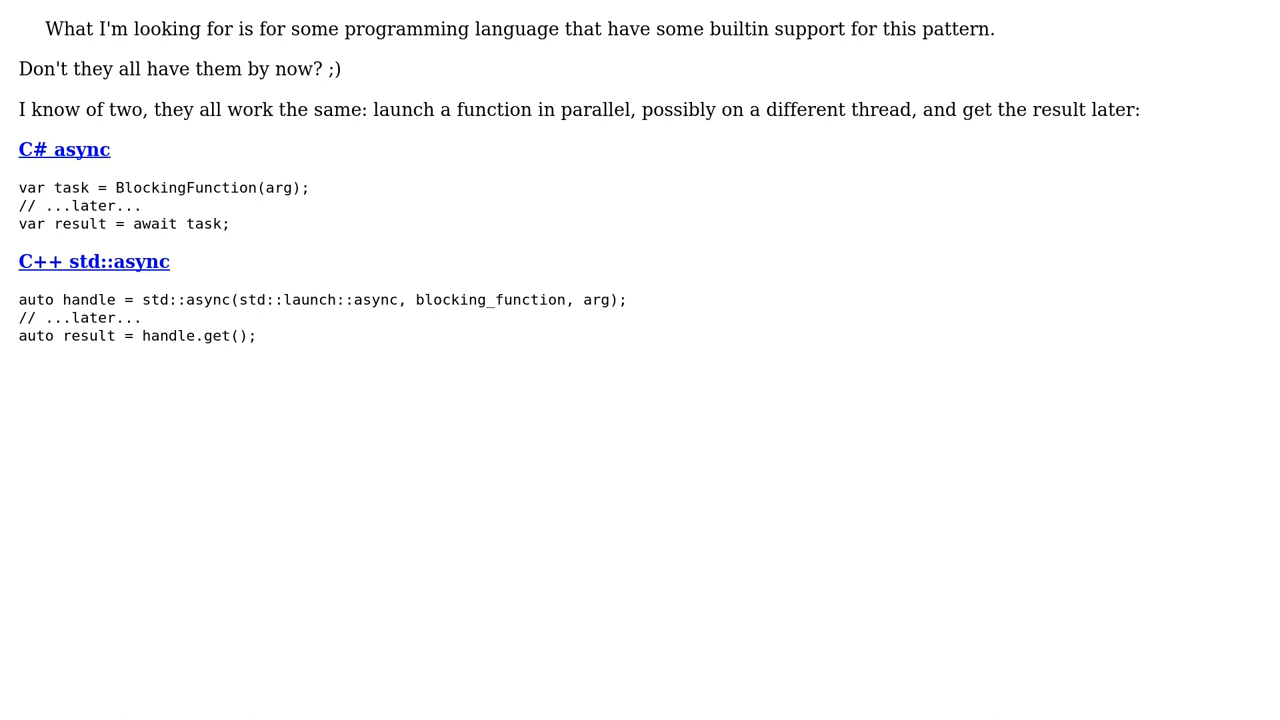 What I'm looking for is for some programming language that have some builtin support for this pattern.
Don't they all have them by now? ;)
I know of two, they all work the same: launch a function in parallel, possibly on a different thread, and get the result later:
C# async
var task = BlockingFunction(arg);
// ...later...
var result = await task;
C++ std::async
auto handle = std::async(std::launch::async, blocking_function, arg);
// ...later...
auto result = handle.get();